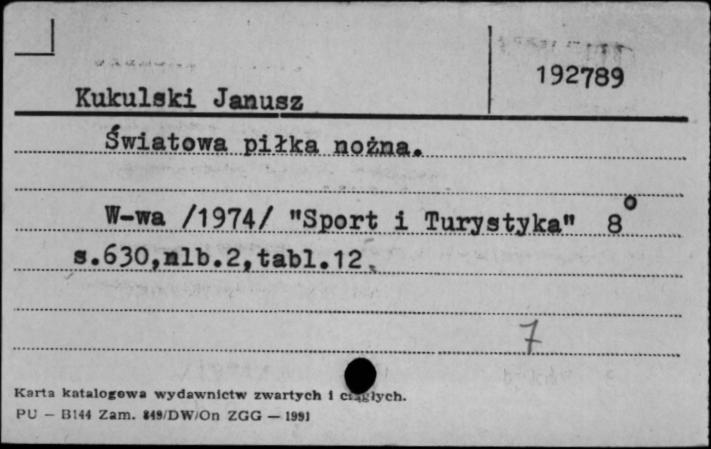 192789
Kukulski Janusz
Światowa piłka nożna.
W-wa /1974/ "Sport i Turystyka" 8°
s.630,nlb.2,tabl.12.
7
Karta katalogowa wydawnictw zwartych i ciągłych.
PU — B144 Zam. 849/DW/On ZGG — 1991